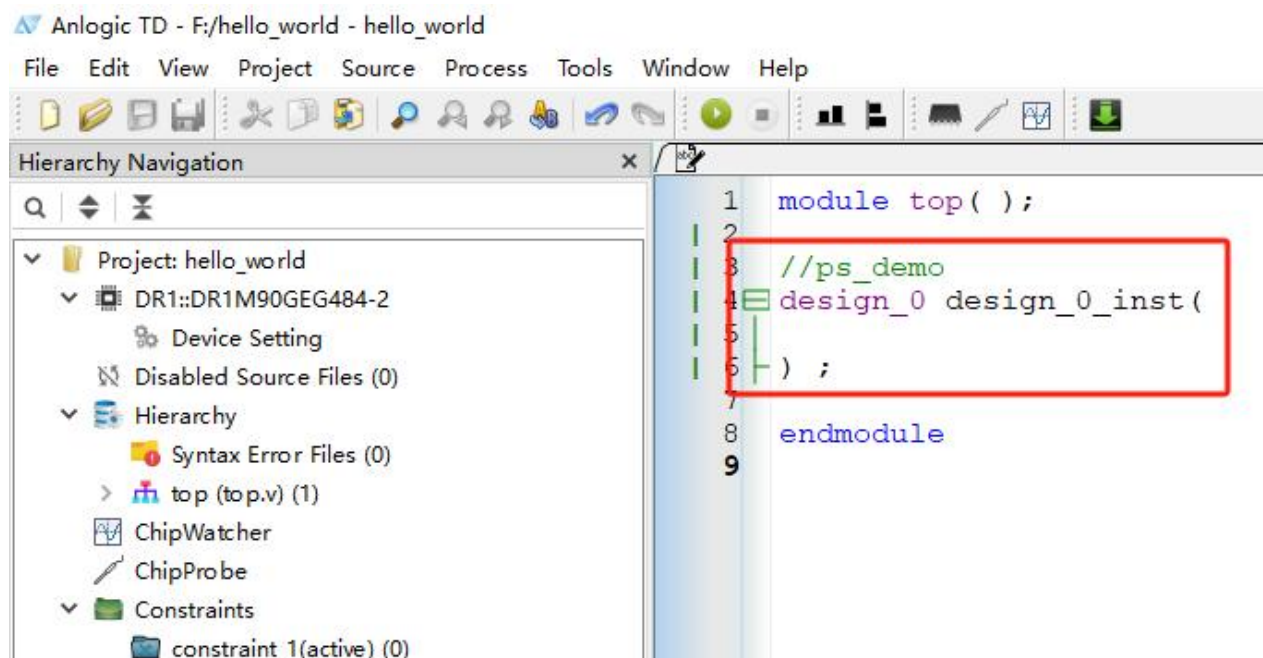 Anlogic TD - F:/hello_world - hello_world
File Edit View Project Source Process Tools Window Help
Hierarchy Navigation
Project: hello_world
DR1::DR1M90GEG484-2
Device Setting
Disabled Source Files (0)
Hierarchy
Syntax Error Files (0)
top (top.v) (1)
ChipWatcher
ChipProbe
Constraints
constraint 1(active) (0)
1 module top( );
2
3 //ps_demo
4 design_0 design_0_inst(
5
6 ) ;
7
8 endmodule
9